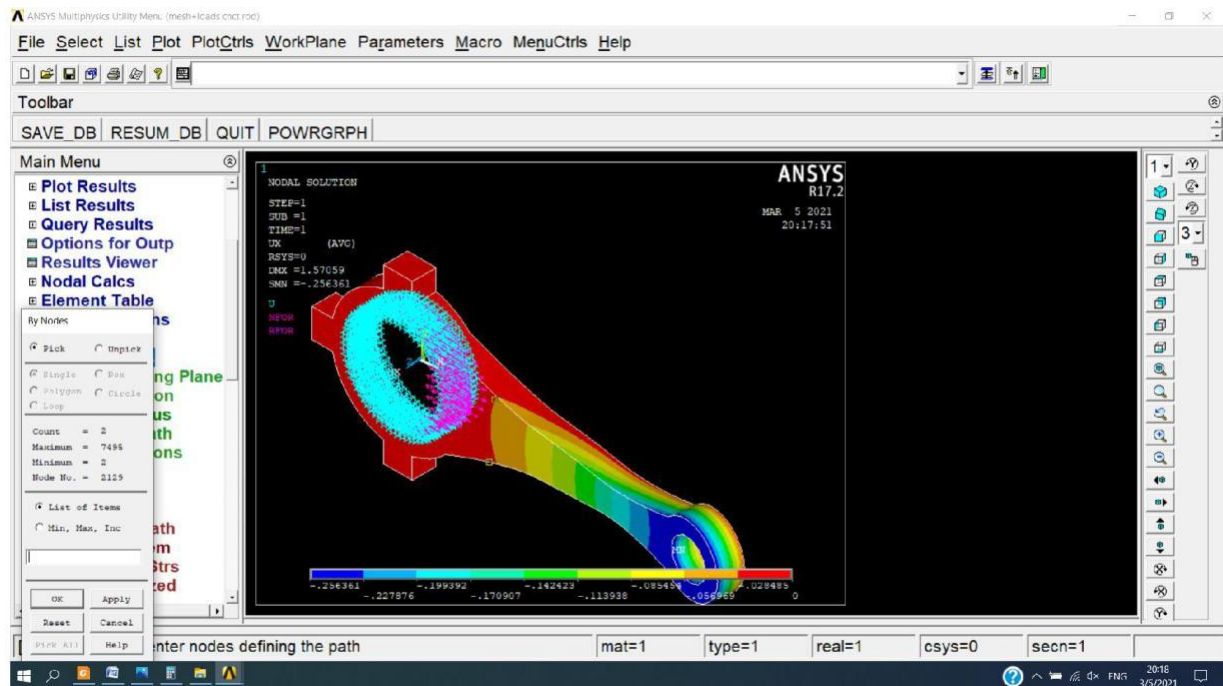 ANSYS Multiphysics Utility Menu (mesh+loads cnct rod)
File Select List Plot PlotCtrls WorkPlane Parameters Macro MenuCtrls Help
Toolbar
SAVE_DB RESUM_DB QUIT POWRGRPH
Main Menu
Plot Results
List Results
Query Results
Options for Outp
Results Viewer
Nodal Calcs
Element Table
ns
ng Plane
on
us
ath
ons
ath
m
Strs
zed
By Nodes
Pick Unpick
Single Box
Polygon Circle
Loop
Count = 2
Maximum = 7495
Minimum = 2
Node No. = 2129
List of Items
Min, Max, Inc
OK Apply
Reset Cancel
Pick All Help
1
NODAL SOLUTION
STEP=1
SUB =1
TIME=1
UX (AVG)
RSYS=0
DMX =1.57059
SMN =-.256361
U
NFOR
RFOR
ANSYS
R17.2
MAR 5 2021
20:17:51
MN
-.256361 -.199392 -.142423 -.085454 -.028485
-.227876 -.170907 -.113938 -.056969 0
1
3
enter nodes defining the path
mat=1 type=1 real=1 csys=0 secn=1
ENG
20:18
3/5/2021